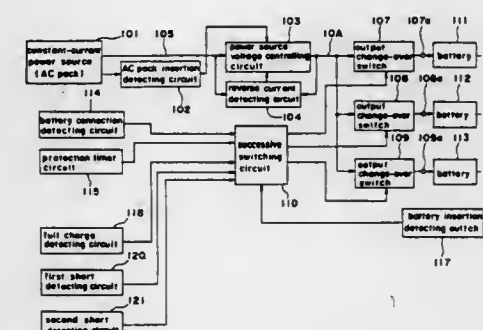 101
105
103
107
107a
111
constant-current
power source
(AC pack)
AC pack insertion
detecting circuit
102
power source
voltage controlling
circuit
10A
output
change-over
switch
battery
114
battery connection
detecting circuit
reverse current
detecting circuit
104
108
108a
112
output
change-over
switch
battery
protection timer
circuit
115
successive
switching
circuit
110
109
109a
113
output
change-over
switch
battery
118
full charge
detecting circuit
120
first short
detecting circuit
121
second short
detecting circuit
battery insertion
detecting switch
117